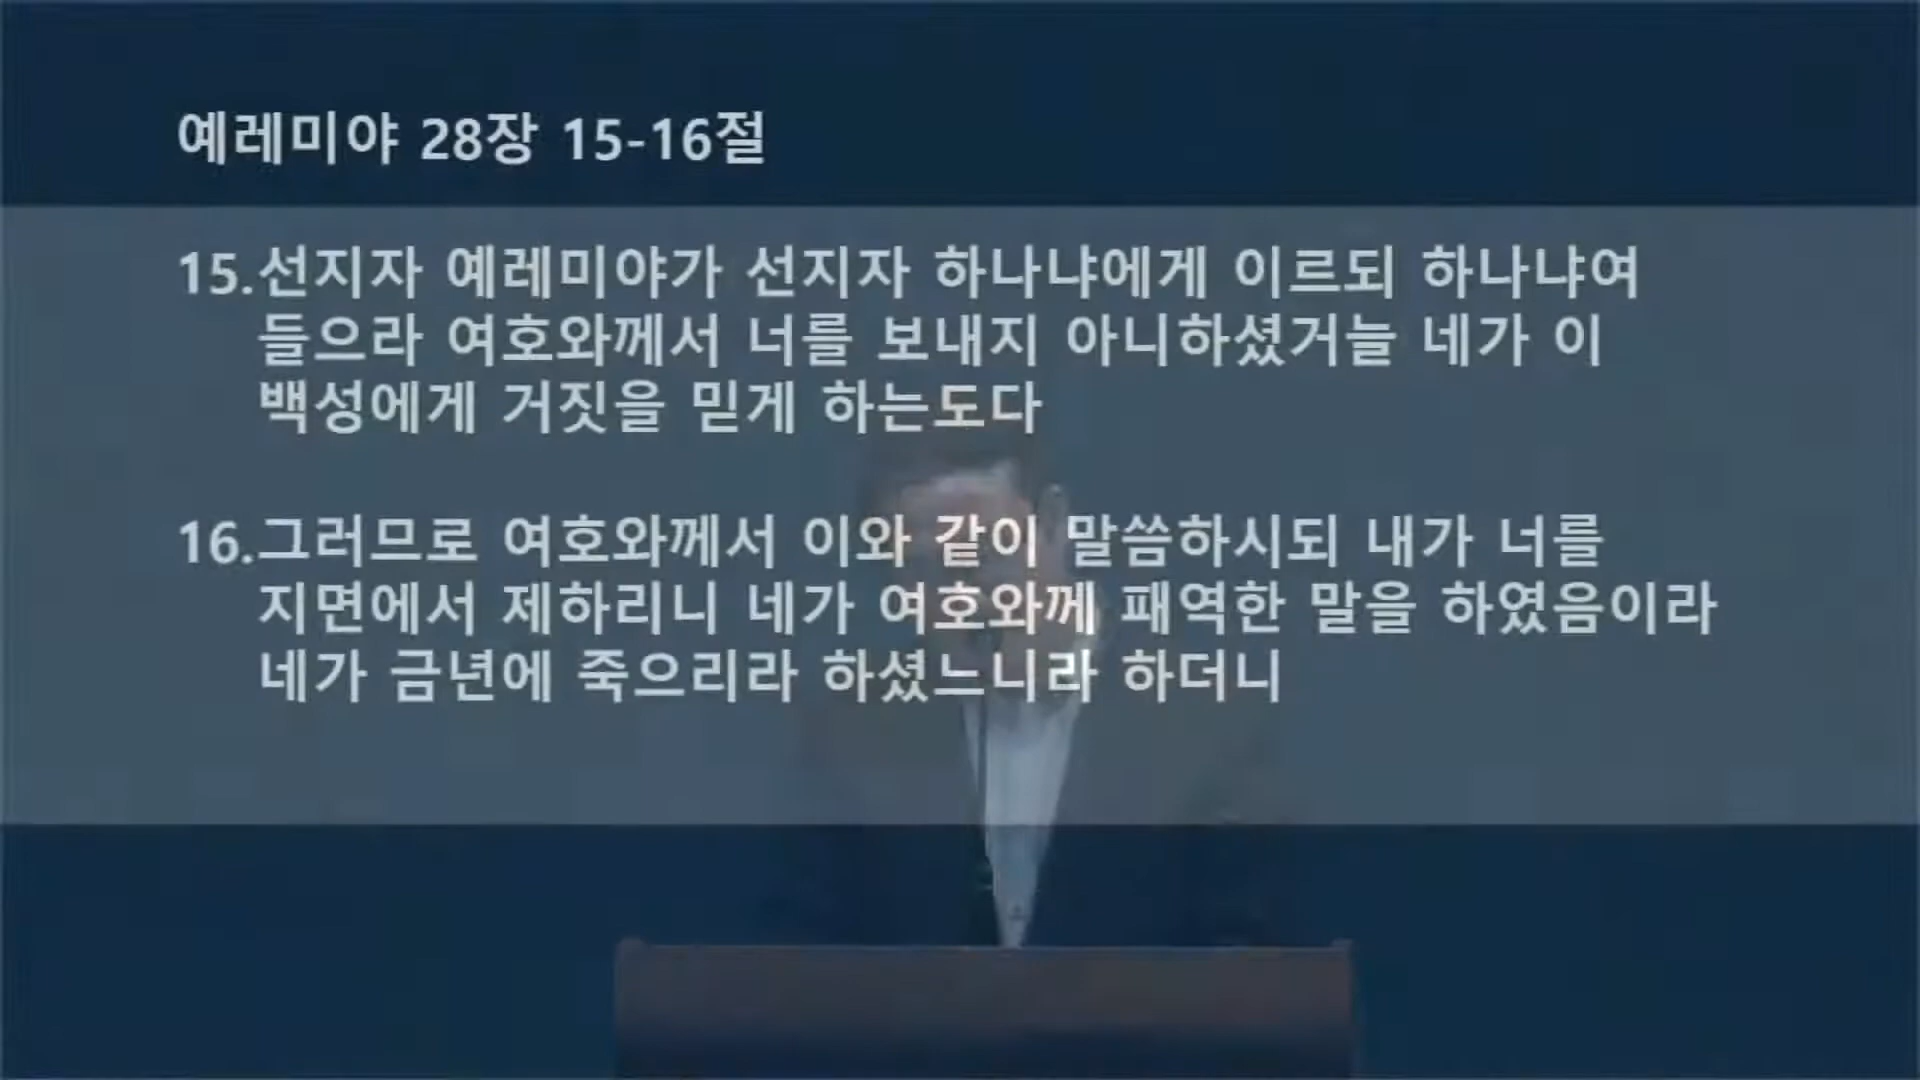 예레미야 28장 15-16절
15.선지자 예레미야가 선지자 하나냐에게 이르되 하나냐여
들으라 여호와께서 너를 보내지 아니하셨거늘 네가 이
백성에게 거짓을 믿게 하는도다
16.그러므로 여호와께서 이와 같이 말씀하시되 내가 너를
지면에서 제하리니 네가 여호와께 패역한 말을 하였음이라
네가 금년에 죽으리라 하셨느니라 하더니